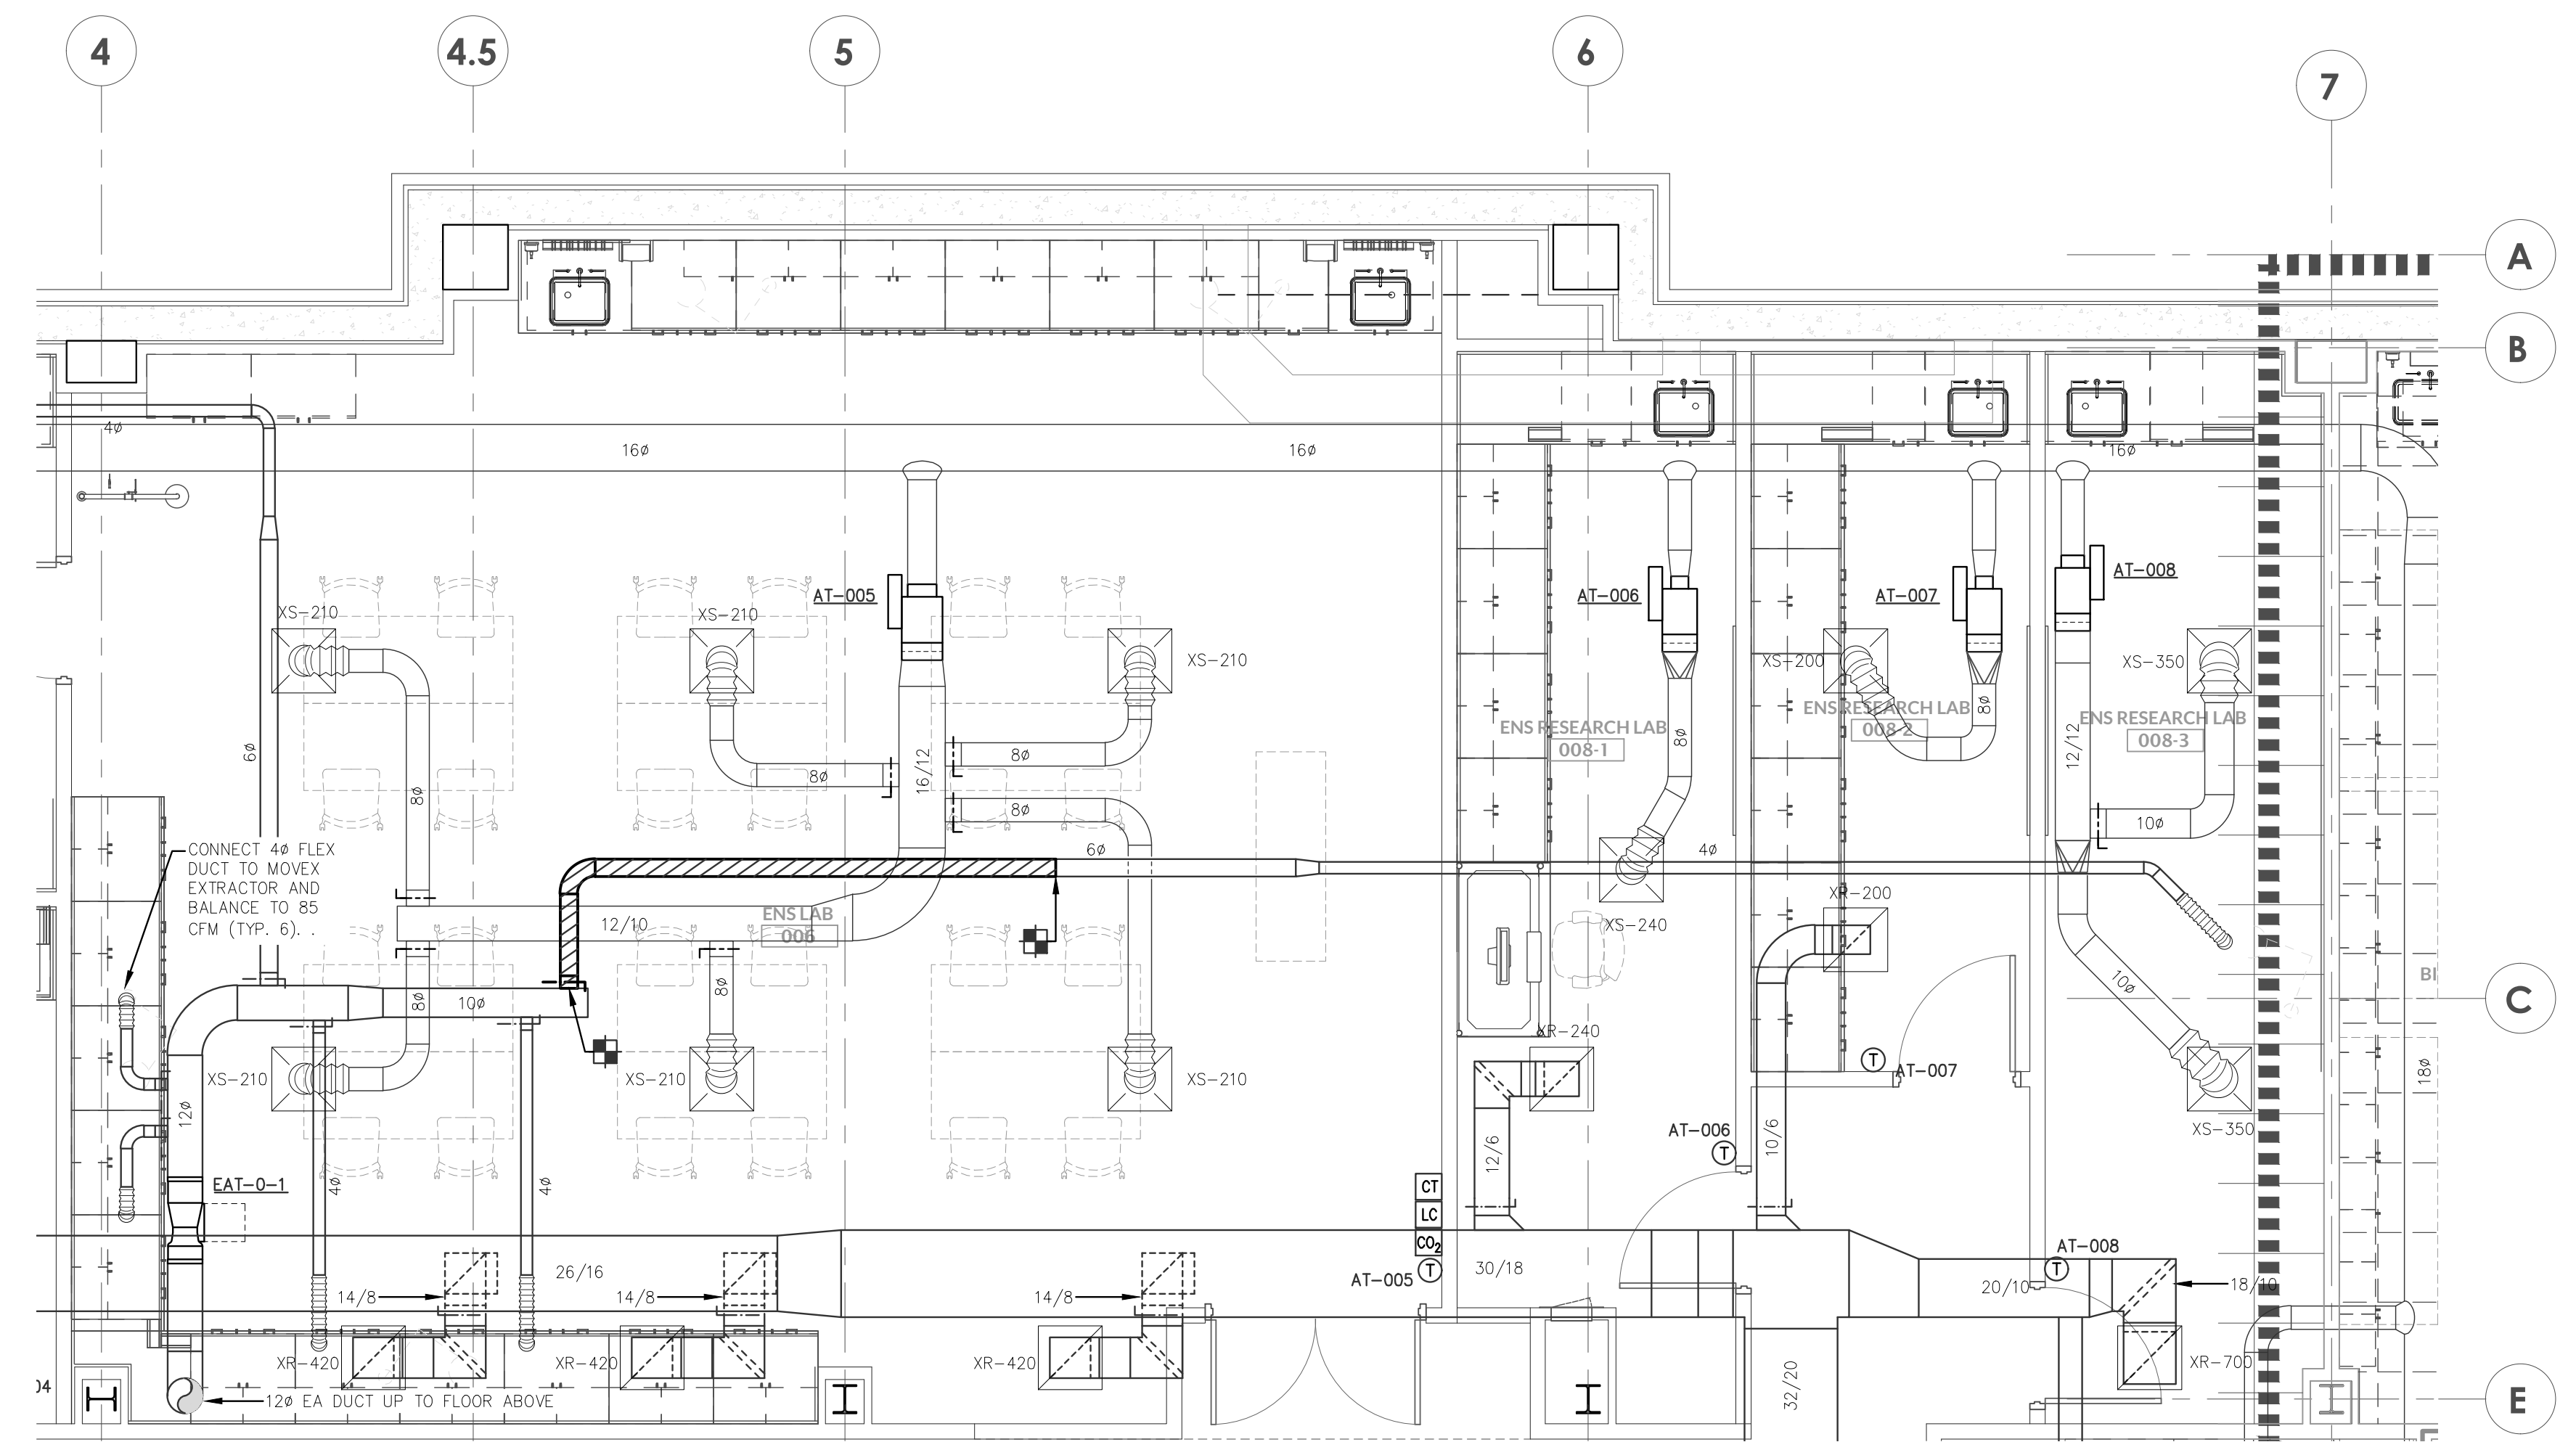 4
4.5
5
6
7
A
B
4ø
16ø
16ø
16ø
AT-005
AT-006
AT-007
AT-008
XS-210
XS-210
XS-210
XS-200
XS-350
ENS RESEARCH LAB
008-1
ENS RESEARCH LAB
008-2
ENS RESEARCH LAB
008-3
6ø
8ø
8ø
16/12
8ø
8ø
8ø
8ø
12/12
10ø
CONNECT 4ø FLEX
DUCT TO MOVEX
EXTRACTOR AND
BALANCE TO 85
CFM (TYP. 6). .
6ø
4ø
XR-200
12/10
ENS LAB
006
XS-240
BI
C
10ø
8ø
10ø
8ø
XR-240
18ø
XS-210
XS-210
XS-210
AT-007
12ø
AT-006
T
T
12/6
10/6
XS-350
EAT-0-1
4ø
4ø
CT
LC
CO2
T
AT-005
AT-008
T
26/16
30/18
20/10
18/10
14/8
14/8
14/8
XR-420
XR-420
XR-420
XR-700
04
12ø EA DUCT UP TO FLOOR ABOVE
32/20
E